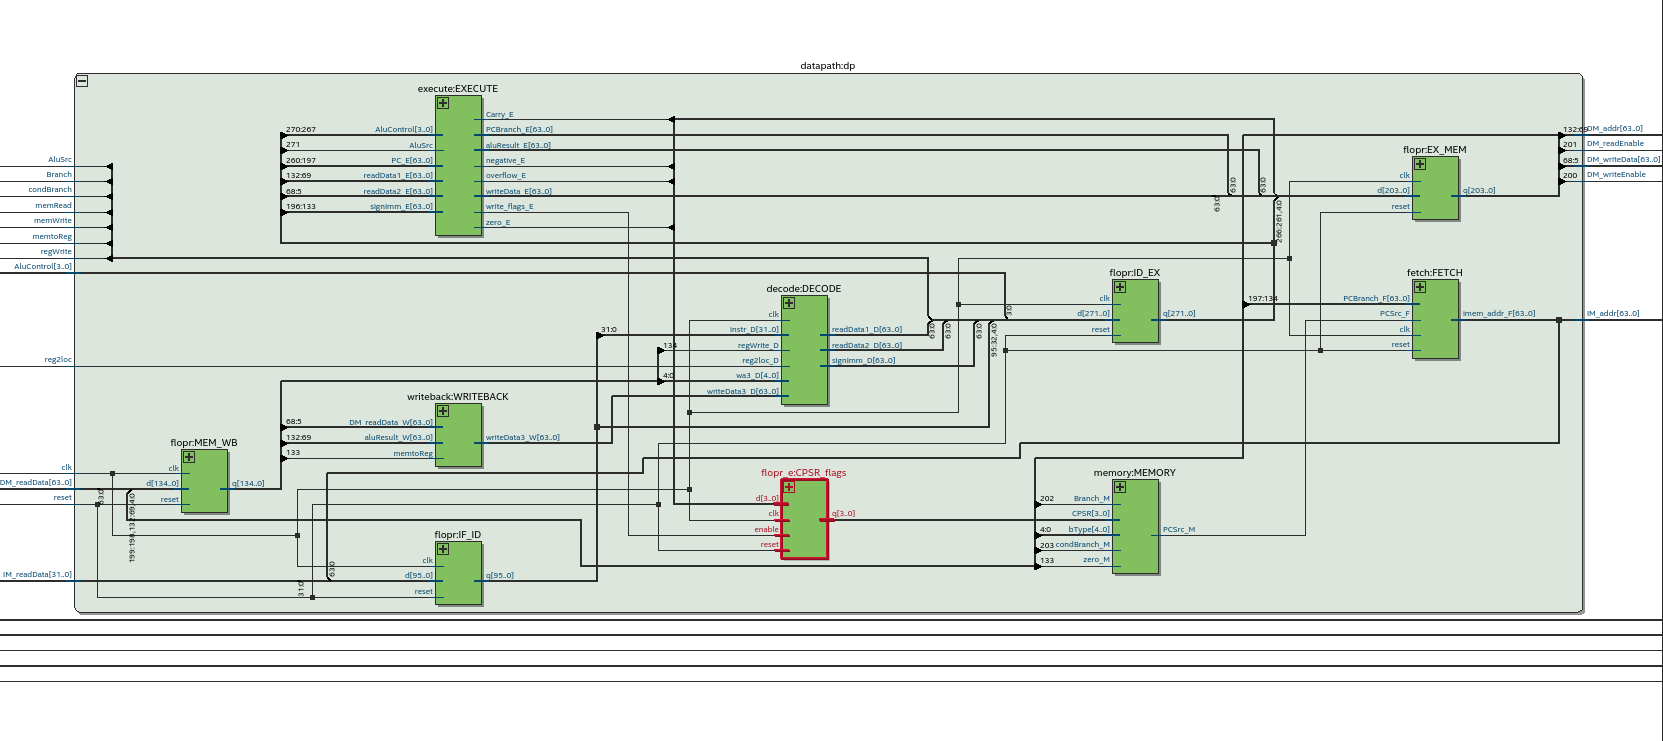 datapath:dp
execute:EXECUTE
AluControl[3..0]
AluSrc
PC_E[63..0]
readData1_E[63..0]
readData2_E[63..0]
signImm_E[63..0]
270:267
271
260:197
132:69
68:5
196:133
Carry_E
PCBranch_E[63..0]
aluResult_E[63..0]
negative_E
overflow_E
writeData_E[63..0]
write_flags_E
zero_E
AluSrc
Branch
condBranch
memRead
memWrite
memtoReg
regWrite
AluControl[3..0]
reg2loc
clk
DM_readData[63..0]
reset
IM_readData[31..0]
63:0
63:0
63:0
266:261,4:0
flopr:EX_MEM
clk
d[203..0]
reset
q[203..0]
132:69
201
68:5
200
DM_addr[63..0]
DM_readEnable
DM_writeData[63..0]
DM_writeEnable
flopr:ID_EX
clk
d[271..0]
reset
q[271..0]
fetch:FETCH
197:134
PCBranch_F[63..0]
PCSrc_F
clk
reset
imem_addr_F[63..0]
IM_addr[63..0]
decode:DECODE
clk
instr_D[31..0]
regWrite_D
reg2loc_D
wa3_D[4..0]
writeData3_D[63..0]
31:0
134
4:0
readData1_D[63..0]
readData2_D[63..0]
signImm_D[63..0]
63:0
63:0
63:0
95:32,4:0
3:0
writeback:WRITEBACK
68:5
132:69
133
DM_readData_W[63..0]
aluResult_W[63..0]
memtoReg
writeData3_W[63..0]
flopr:MEM_WB
clk
d[134..0]
reset
q[134..0]
63:0
199:198,132:69,4:0
flopr:IF_ID
clk
d[95..0]
reset
q[95..0]
63:0
31:0
flopr_e:CPSR_flags
d[3..0]
clk
enable
reset
q[3..0]
memory:MEMORY
202
4:0
203
133
Branch_M
CPSR[3..0]
bType[4..0]
condBranch_M
zero_M
PCSrc_M